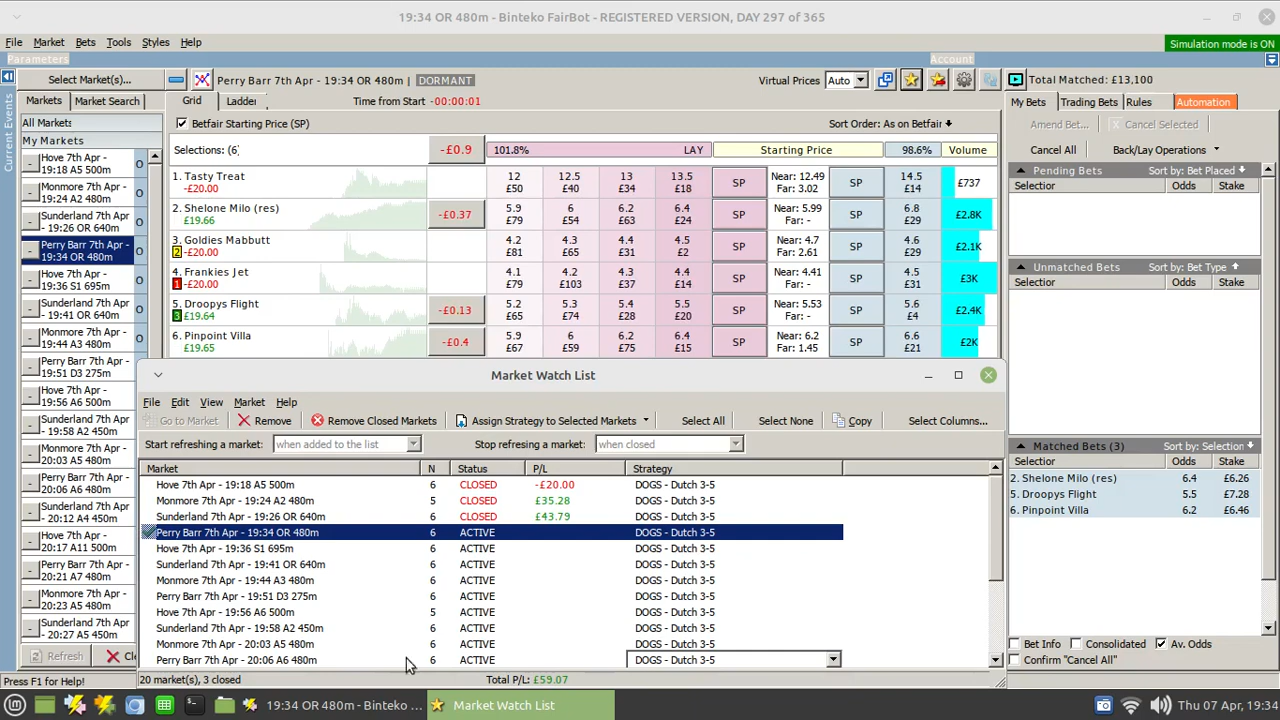 19:34 OR 480m - Binteko FairBot - REGISTERED VERSION, DAY 297 of 365
File Market Bets Tools Styles Help
Simulation mode is ON
Parameters Account
Select Market(s)... Perry Barr 7th Apr - 19:34 OR 480m | DORMANT Virtual Prices Auto Total Matched: £13,100
Markets Market Search Grid Ladder Time from Start -00:00:01 My Bets Trading Bets Rules Automation
Current Events
All Markets
My Markets
Hove 7th Apr -
19:18 A5 500m
Monmore 7th Apr -
19:24 A2 480m
Sunderland 7th Apr -
19:26 OR 640m
Perry Barr 7th Apr -
19:34 OR 480m
Hove 7th Apr -
19:36 S1 695m
Sunderland 7th Apr -
19:41 OR 640m
Monmore 7th Apr -
19:44 A3 480m
Perry Barr 7th Apr -
19:51 D3 275m
Hove 7th Apr -
19:56 A6 500m
Sunderland 7th Apr -
19:58 A2 450m
Monmore 7th Apr -
20:03 A5 480m
Perry Barr 7th Apr -
20:06 A6 480m
Sunderland 7th Apr -
20:12 A4 450m
Hove 7th Apr -
20:17 A11 500m
Perry Barr 7th Apr -
20:21 A7 480m
Monmore 7th Apr -
20:23 A5 480m
Sunderland 7th Apr -
20:27 A5 450m
Refresh
Press F1 for Help!
Betfair Starting Price (SP) Sort Order: As on Betfair
Selections: (6) -£0.9 101.8% LAY Starting Price 98.6% Volume
1. Tasty Treat 12 12.5 13 13.5 SP Near: 12.49 SP 14.5 £737
-£20.00 £50 £40 £34 £18 Far: 3.02 £14
2. Shelone Milo (res) -£0.37 5.9 6 6.2 6.4 SP Near: 5.99 SP 6.8 £2.8K
£19.66 £79 £54 £63 £24 Far: - £29
3. Goldies Mabbutt 4.2 4.3 4.4 4.5 SP Near: 4.7 SP 4.6 £2.1K
2 -£20.00 £81 £65 £31 £2 Far: 2.61 £29
4. Frankies Jet 4.1 4.2 4.3 4.4 SP Near: 4.41 SP 4.5 £3K
1 -£20.00 £79 £103 £37 £14 Far: - £31
5. Droopys Flight -£0.13 5.2 5.3 5.4 5.5 SP Near: 5.53 SP 5.6 £2.4K
3 £19.64 £65 £74 £28 £20 Far: - £4
6. Pinpoint Villa -£0.4 5.9 6 6.2 6.4 SP Near: 6.2 SP 6.6 £2K
£19.65 £67 £59 £75 £15 Far: 1.45 £21
Amend Bet... Cancel Selected
Cancel All Back/Lay Operations
Pending Bets Sort by: Bet Placed
Selection Odds Stake
Unmatched Bets Sort by: Bet Type
Selection Odds Stake
Matched Bets (3) Sort by: Selection
Selection Odds Stake
2. Shelone Milo (res) 6.4 £6.26
5. Droopys Flight 5.5 £7.28
6. Pinpoint Villa 6.2 £6.46
Bet Info Consolidated Av. Odds
Confirm "Cancel All"
Market Watch List
File Edit View Market Help
Go to Market Remove Remove Closed Markets Assign Strategy to Selected Markets Select All Select None Copy Select Columns...
Start refreshing a market: when added to the list Stop refresing a market: when closed
Market N Status P/L Strategy
Hove 7th Apr - 19:18 A5 500m 6 CLOSED -£20.00 DOGS - Dutch 3-5
Monmore 7th Apr - 19:24 A2 480m 5 CLOSED £35.28 DOGS - Dutch 3-5
Sunderland 7th Apr - 19:26 OR 640m 6 CLOSED £43.79 DOGS - Dutch 3-5
Perry Barr 7th Apr - 19:34 OR 480m 6 ACTIVE DOGS - Dutch 3-5
Hove 7th Apr - 19:36 S1 695m 6 ACTIVE DOGS - Dutch 3-5
Sunderland 7th Apr - 19:41 OR 640m 6 ACTIVE DOGS - Dutch 3-5
Monmore 7th Apr - 19:44 A3 480m 6 ACTIVE DOGS - Dutch 3-5
Perry Barr 7th Apr - 19:51 D3 275m 6 ACTIVE DOGS - Dutch 3-5
Hove 7th Apr - 19:56 A6 500m 5 ACTIVE DOGS - Dutch 3-5
Sunderland 7th Apr - 19:58 A2 450m 6 ACTIVE DOGS - Dutch 3-5
Monmore 7th Apr - 20:03 A5 480m 6 ACTIVE DOGS - Dutch 3-5
Perry Barr 7th Apr - 20:06 A6 480m 6 ACTIVE DOGS - Dutch 3-5
20 market(s), 3 closed Total P/L: £59.07
19:34 OR 480m - Binteko ... Market Watch List Thu 07 Apr, 19:34